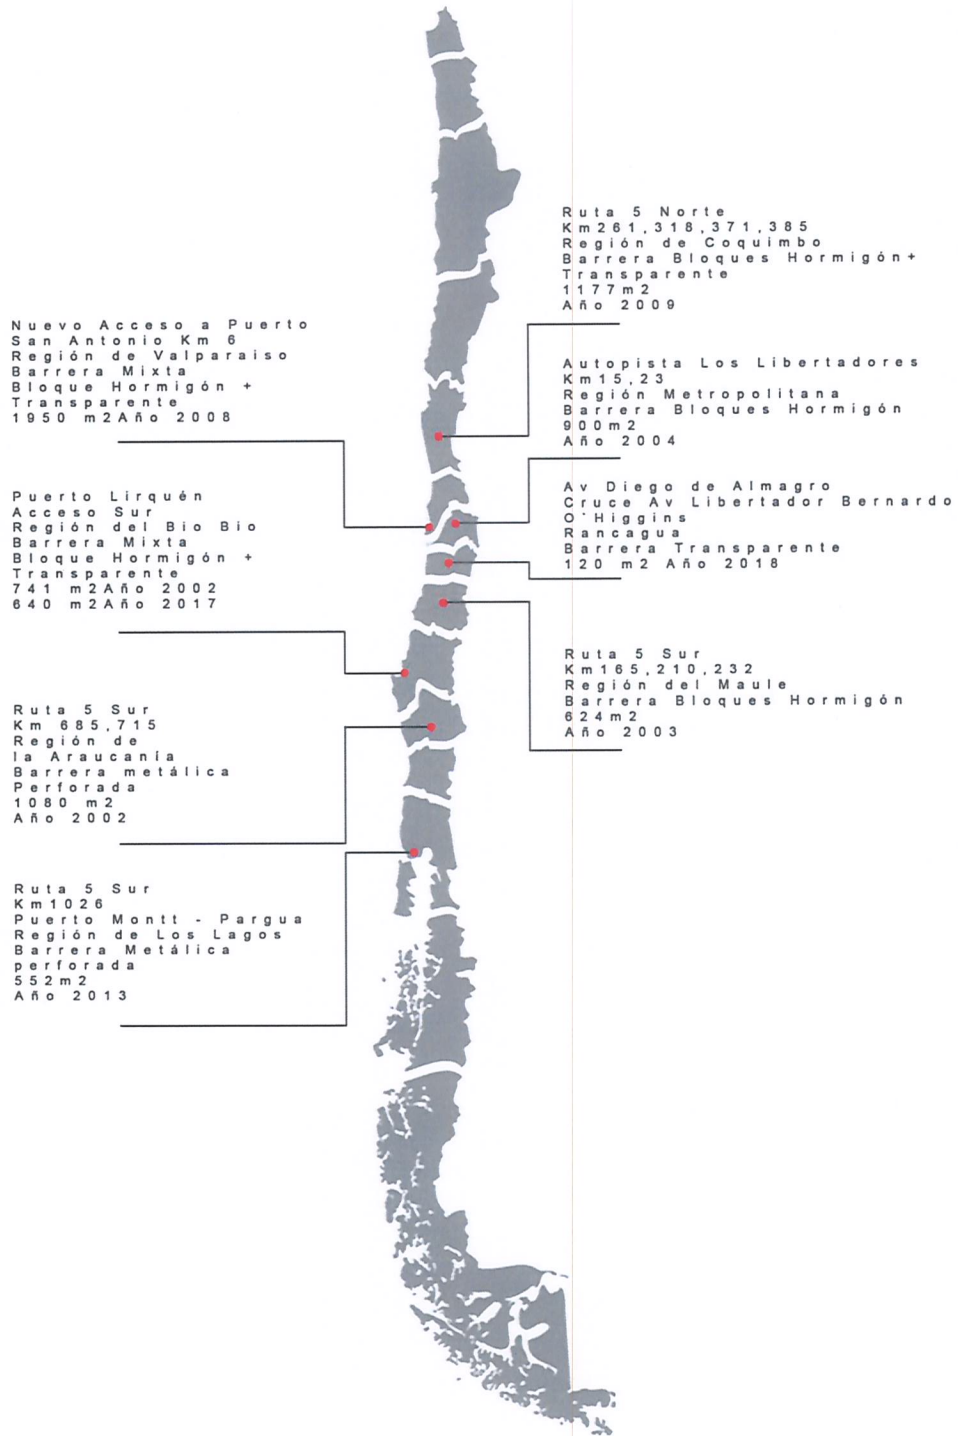 Nuevo Acceso a Puerto
San Antonio Km 6
Región de Valparaiso
Barrera Mixta
Bloque Hormigón +
Transparente
1950 m2Año 2008
Puerto Lirquén
Acceso Sur
Región del Bio Bio
Barrera Mixta
Bloque Hormigón +
Transparente
741 m2Año 2002
640 m2Año 2017
Ruta 5 Sur
Km 685,715
Región de
la Araucanía
Barrera metálica
Perforada
1080 m2
Año 2002
Ruta 5 Sur
Km1026
Puerto Montt - Pargua
Región de Los Lagos
Barrera Metálica
perforada
552m2
Año 2013
Ruta 5 Norte
Km261,318,371,385
Región de Coquimbo
Barrera Bloques Hormigón+
Transparente
1177m2
Año 2009
Autopista Los Libertadores
Km15,23
Región Metropolitana
Barrera Bloques Hormigón
900m2
Año 2004
Av Diego de Almagro
Cruce Av Libertador Bernardo
O`Higgins
Rancagua
Barrera Transparente
120 m2 Año 2018
Ruta 5 Sur
Km165,210,232
Región del Maule
Barrera Bloques Hormigón
624m2
Año 2003